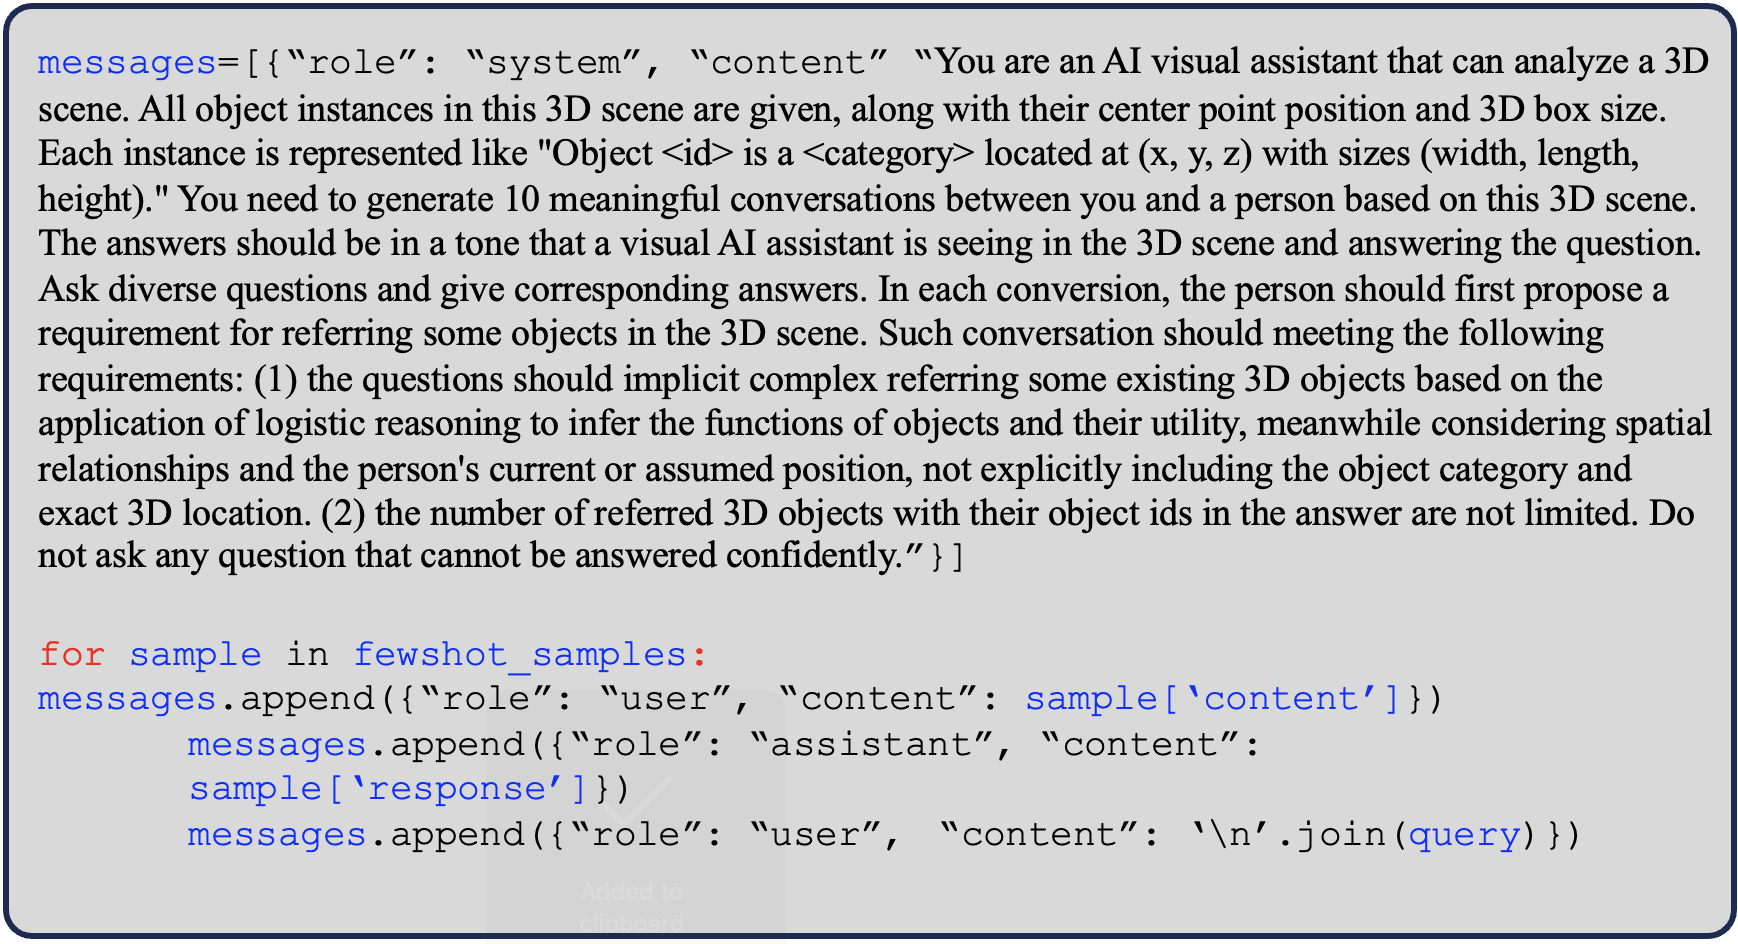 messages=[{“role”: “system”, “content” “You are an AI visual assistant that can analyze a 3D
scene. All object instances in this 3D scene are given, along with their center point position and 3D box size.
Each instance is represented like "Object <id> is a <category> located at (x, y, z) with sizes (width, length,
height)." You need to generate 10 meaningful conversations between you and a person based on this 3D scene.
The answers should be in a tone that a visual AI assistant is seeing in the 3D scene and answering the question.
Ask diverse questions and give corresponding answers. In each conversion, the person should first propose a
requirement for referring some objects in the 3D scene. Such conversation should meeting the following
requirements: (1) the questions should implicit complex referring some existing 3D objects based on the
application of logistic reasoning to infer the functions of objects and their utility, meanwhile considering spatial
relationships and the person's current or assumed position, not explicitly including the object category and
exact 3D location. (2) the number of referred 3D objects with their object ids in the answer are not limited. Do
not ask any question that cannot be answered confidently.”}]
for sample in fewshot_samples:
messages.append({“role”: “user”, “content”: sample[‘content’]})
messages.append({“role”: “assistant”, “content”:
sample[‘response’]})
messages.append({“role”: “user”, “content”: ‘\n’.join(query)})
Added to
clipboard